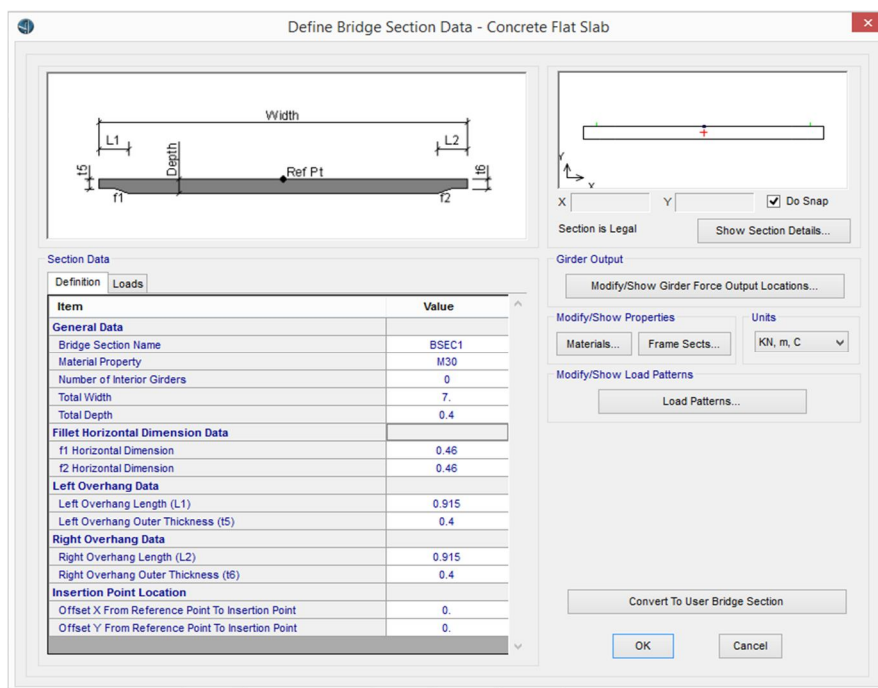 Define Bridge Section Data - Concrete Flat Slab
Width
L1
L2
t5
Depth
Ref Pt
t6
f1
f2
Y
X
X
Y
Do Snap
Section is Legal
Show Section Details...
Section Data
Definition
Loads
Item Value
General Data
Bridge Section Name BSEC1
Material Property M30
Number of Interior Girders 0
Total Width 7.
Total Depth 0.4
Fillet Horizontal Dimension Data
f1 Horizontal Dimension 0.46
f2 Horizontal Dimension 0.46
Left Overhang Data
Left Overhang Length (L1) 0.915
Left Overhang Outer Thickness (t5) 0.4
Right Overhang Data
Right Overhang Length (L2) 0.915
Right Overhang Outer Thickness (t6) 0.4
Insertion Point Location
Offset X From Reference Point To Insertion Point 0.
Offset Y From Reference Point To Insertion Point 0.
Girder Output
Modify/Show Girder Force Output Locations...
Modify/Show Properties
Materials...
Frame Sects...
Units
KN, m, C
Modify/Show Load Patterns
Load Patterns...
Convert To User Bridge Section
OK
Cancel